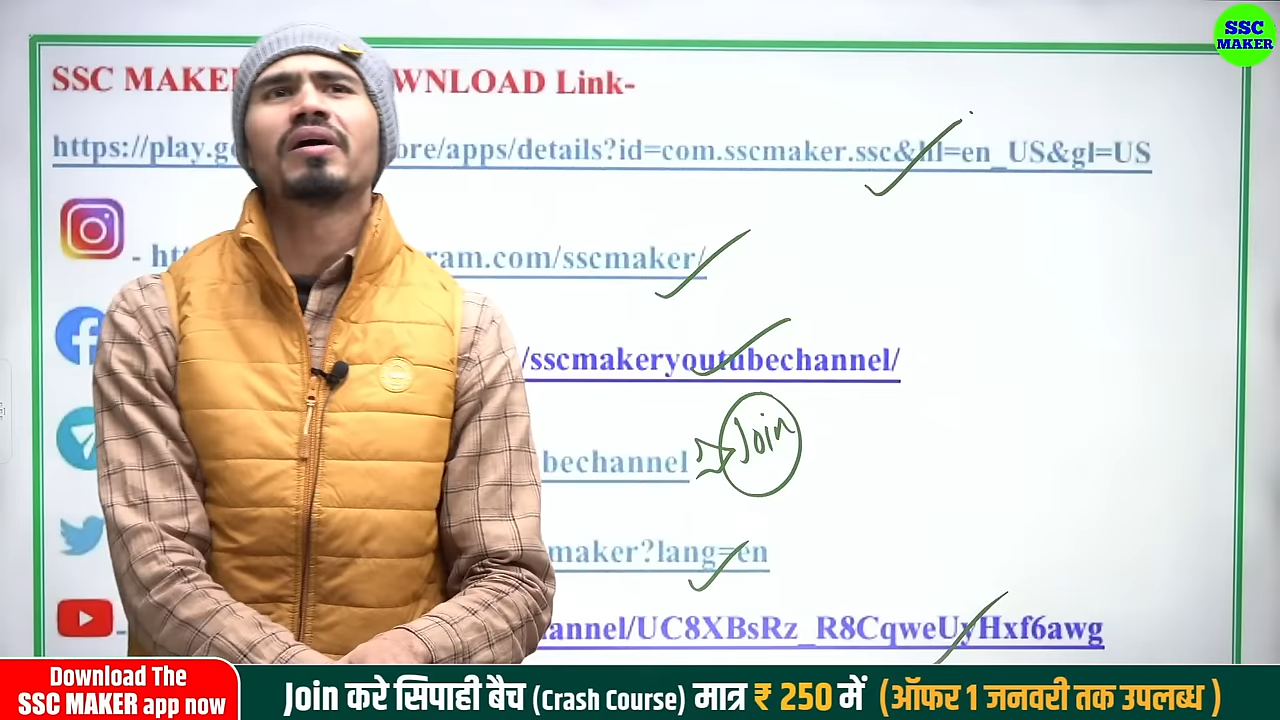 SSC
MAKER
SSC MAKE WNLOAD Link-
https://play.g ore/apps/details?id=com.sscmaker.ssc&hl=en_US&gl=US
- ht ram.com/sscmaker/
/sscmakeryoutubechannel/
bechannel
Join
maker?lang=en
annel/UC8XBsRz_R8CqweUyHxf6awg
Download The
SSC MAKER app now
Join करे सिपाही बैच (Crash Course) मात्र ₹ 250 में (ऑफर 1 जनवरी तक उपलब्ध )